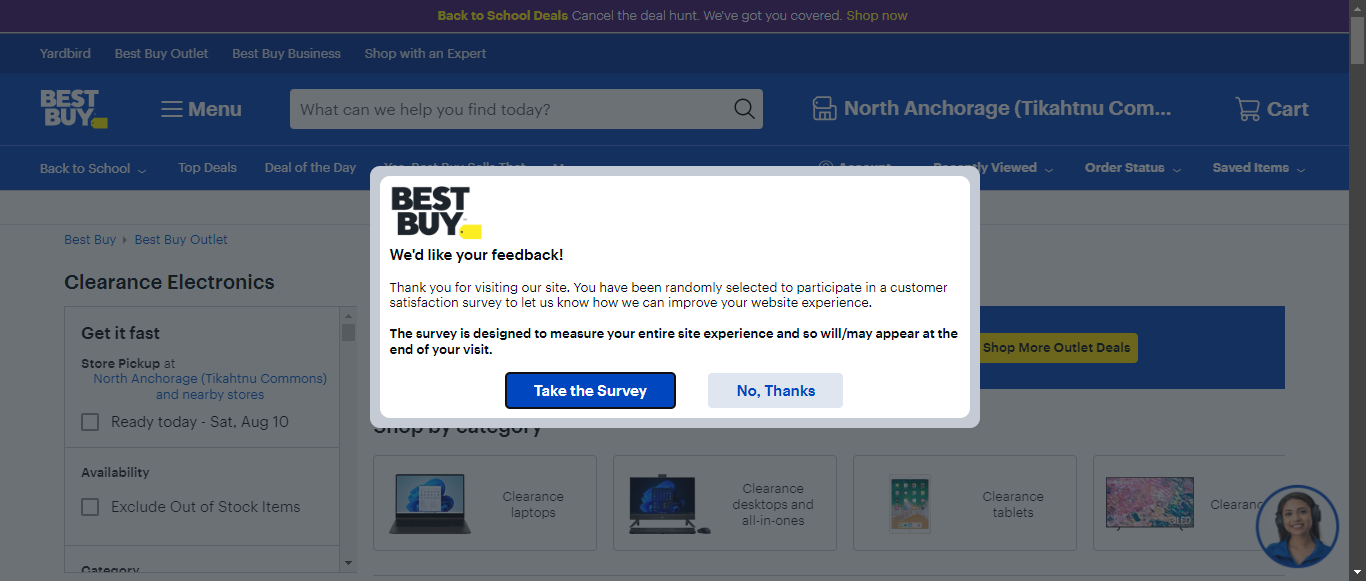 Back to School Deals Cancel the deal hunt. We've got you covered. Shop now
Yardbird Best Buy Outlet Best Buy Business Shop with an Expert
BEST BUY
Menu
What can we help you find today?
North Anchorage (Tikahtnu Com...
Cart
Back to School Top Deals Deal of the Day Yes, Best Buy Sells That Account Recently Viewed Order Status Saved Items
Best Buy Best Buy Outlet
Clearance Electronics
Get it fast
Store Pickup at
North Anchorage (Tikahtnu Commons)
and nearby stores
Ready today - Sat, Aug 10
Availability
Exclude Out of Stock Items
Category
BEST
BUY
We'd like your feedback!
Thank you for visiting our site. You have been randomly selected to participate in a customer
satisfaction survey to let us know how we can improve your website experience.
The survey is designed to measure your entire site experience and so will/may appear at the
end of your visit.
Take the Survey No, Thanks
Shop More Outlet Deals
Shop by category
Clearance
laptops
Clearance
desktops and
all-in-ones
Clearance
tablets
Clearanc